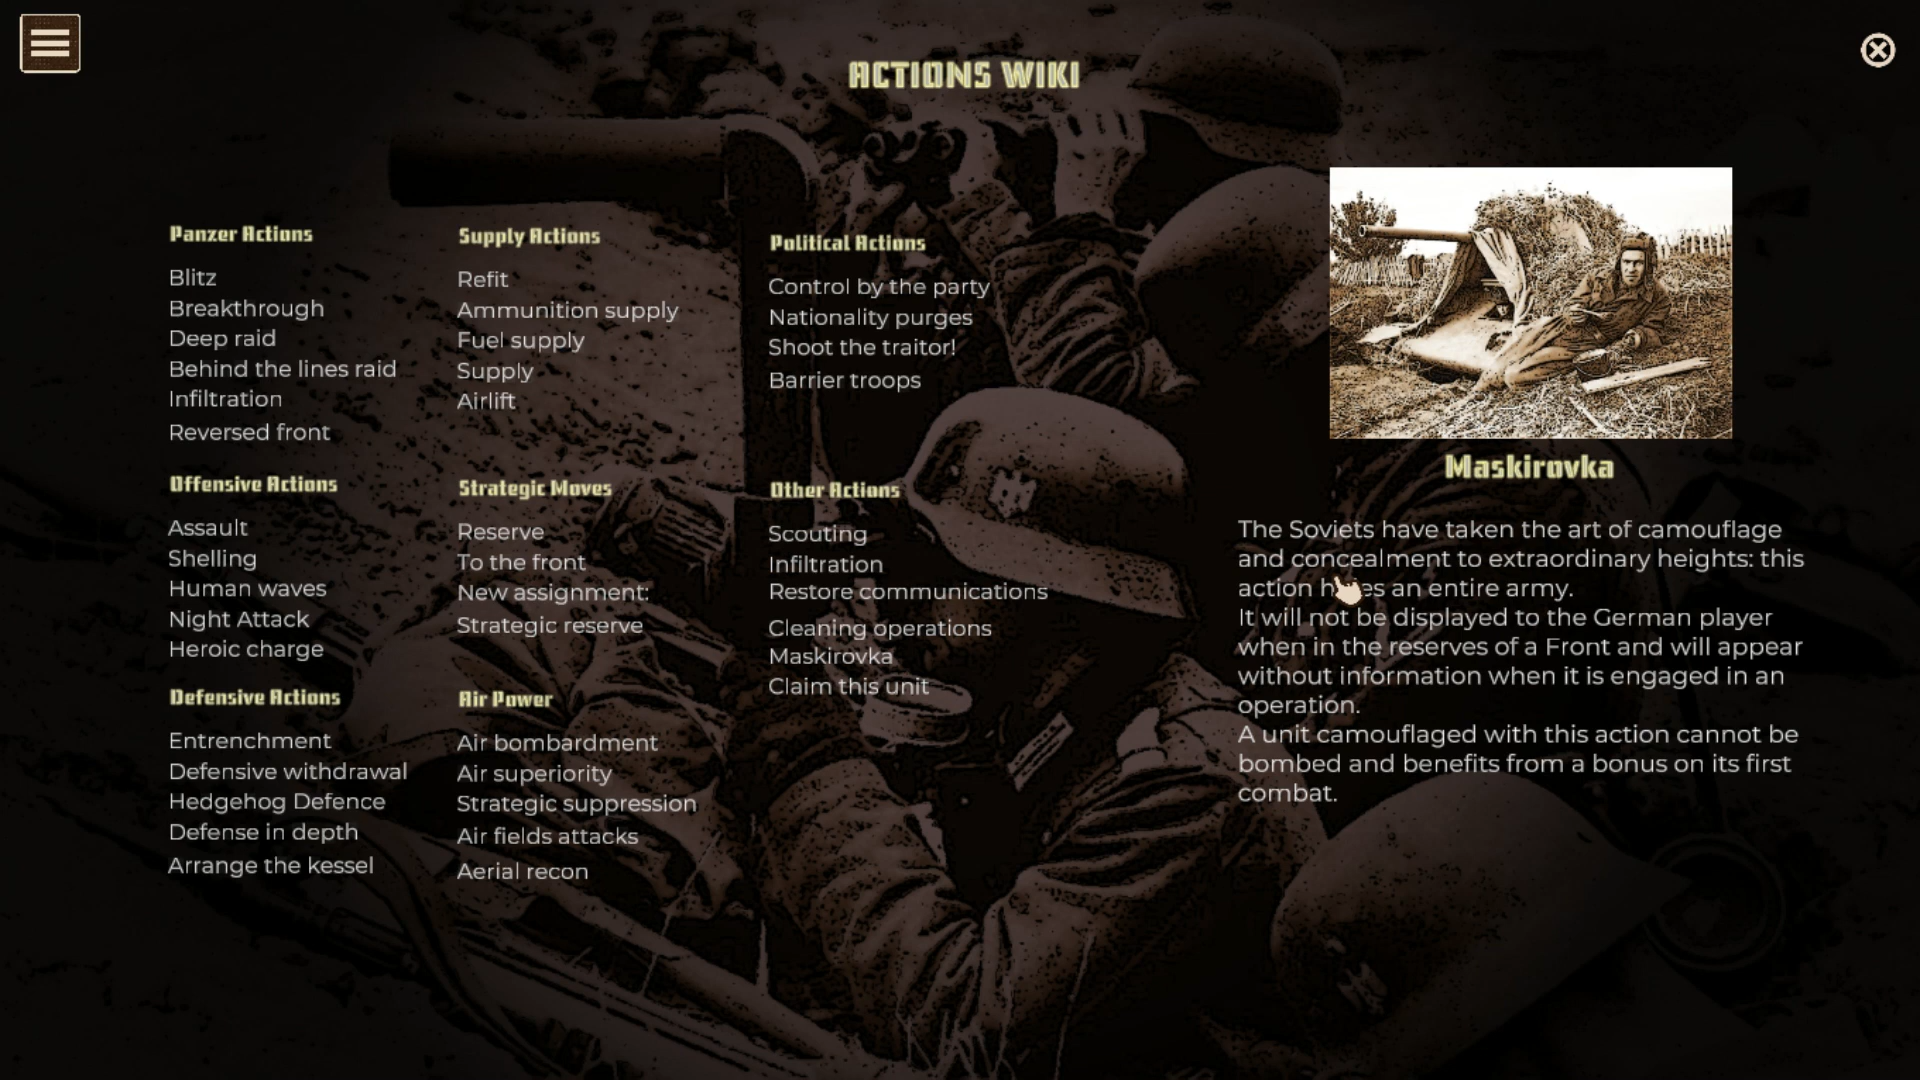 ACTIONS WIKI
Panzer Actions
Blitz
Breakthrough
Deep raid
Behind the lines raid
Infiltration
Reversed front
Offensive Actions
Assault
Shelling
Human waves
Night Attack
Heroic charge
Defensive Actions
Entrenchment
Defensive withdrawal
Hedgehog Defence
Defense in depth
Arrange the kessel
Supply Actions
Refit
Ammunition supply
Fuel supply
Supply
Airlift
Strategic Moves
Reserve
To the front
New assignment:
Strategic reserve
Air Power
Air bombardment
Air superiority
Strategic suppression
Air fields attacks
Aerial recon
Political Actions
Control by the party
Nationality purges
Shoot the traitor!
Barrier troops
Other Actions
Scouting
Infiltration
Restore communications
Cleaning operations
Maskirovka
Claim this unit
Maskirovka
The Soviets have taken the art of camouflage
and concealment to extraordinary heights: this
action an entire army.
It will not be displayed to the German player
when in the reserves of a Front and will appear
without information when it is engaged in an
operation.
A unit camouflaged with this action cannot be
bombed and benefits from a bonus on its first
combat.